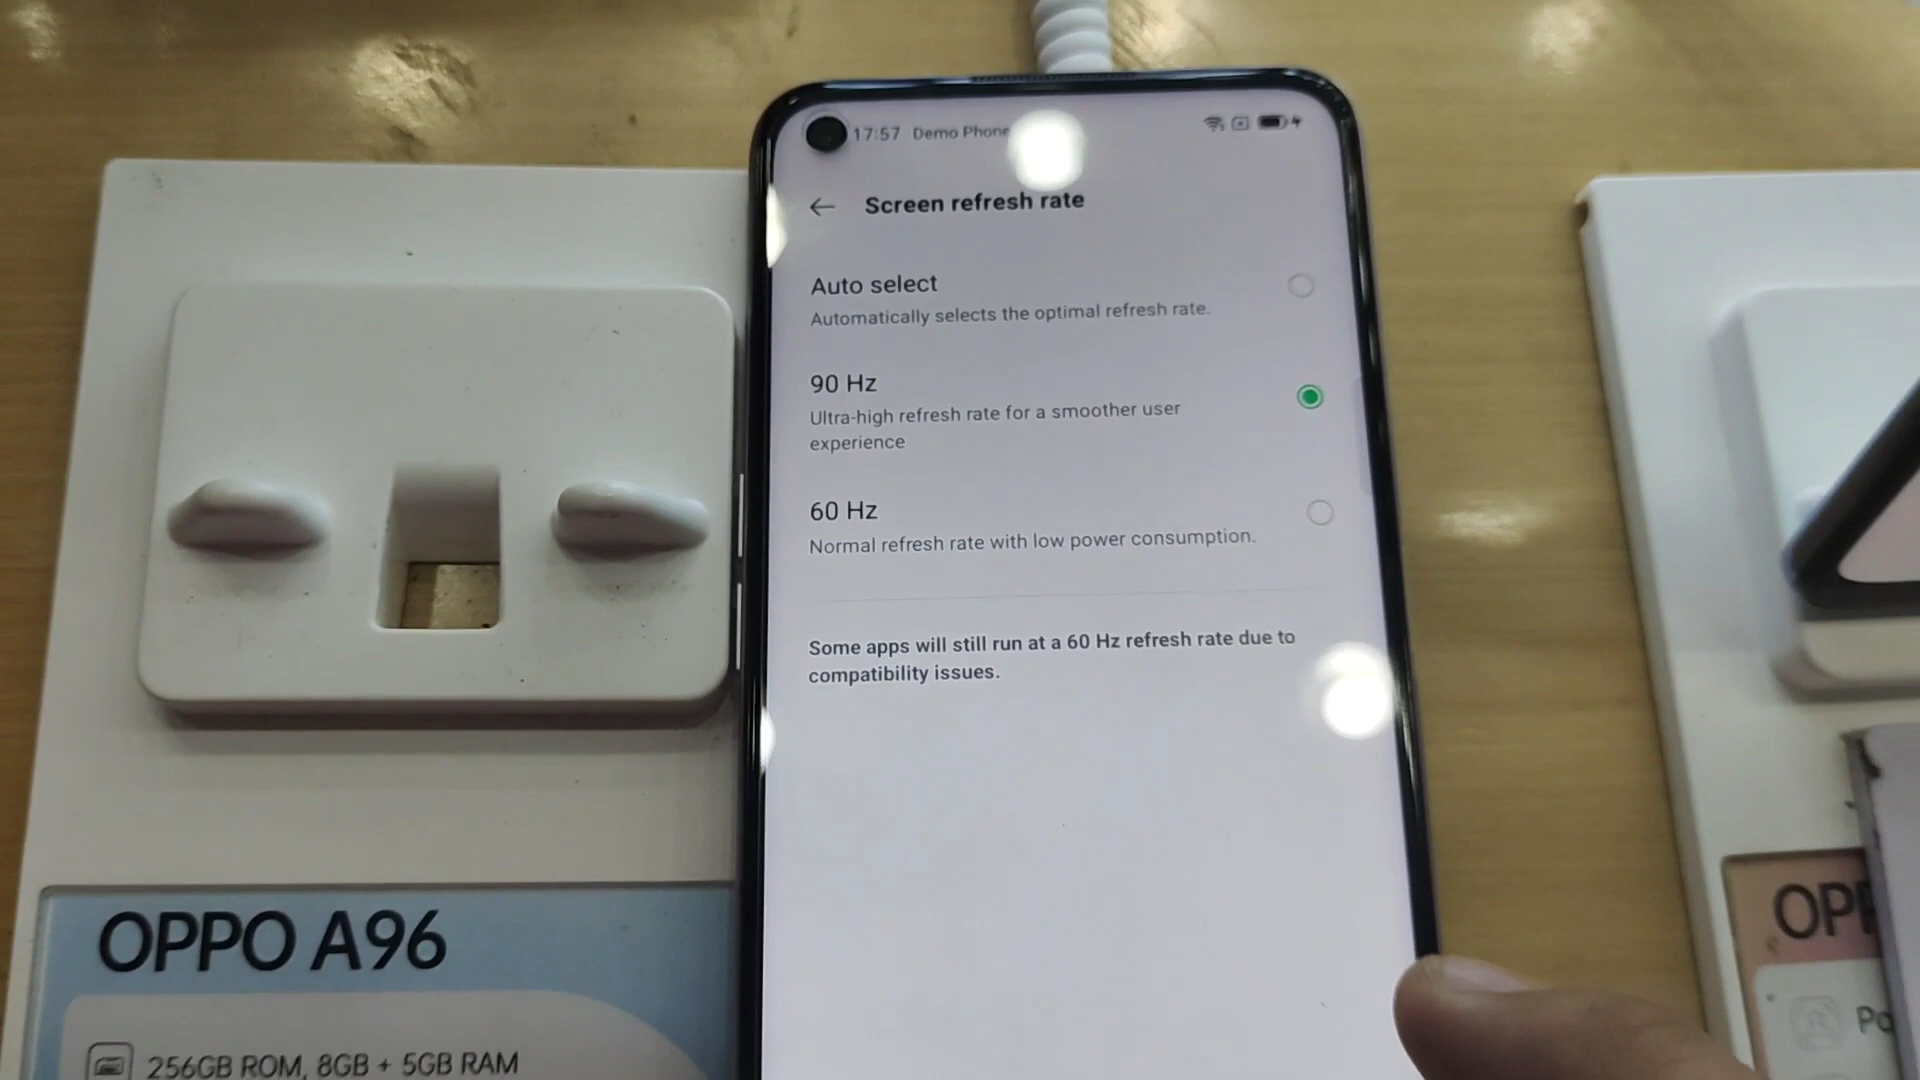 17:57 Demo Phone
Screen refresh rate
Auto select
Automatically selects the optimal refresh rate.
90 Hz
Ultra-high refresh rate for a smoother user
experience
60 Hz
Normal refresh rate with low power consumption.
Some apps will still run at a 60 Hz refresh rate due to
compatibility issues.
OPPO A96
256GB ROM, 8GB + 5GB RAM
OPP
Po